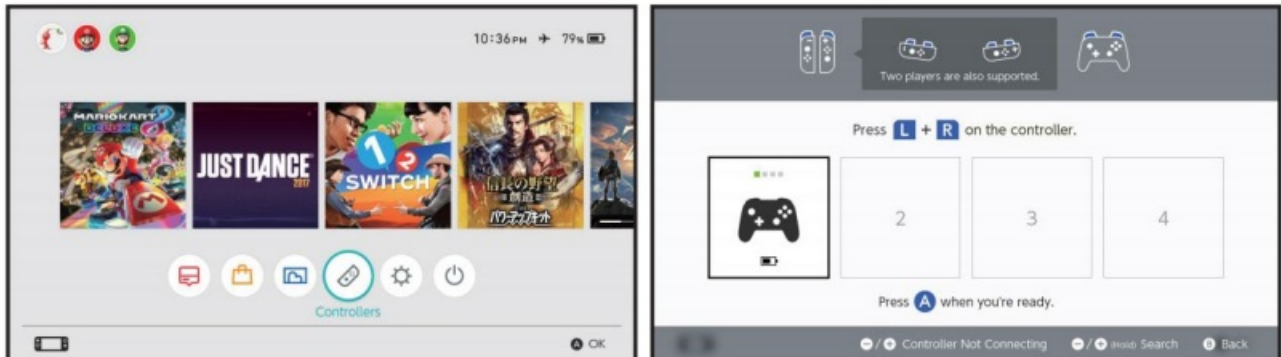 10:36PM 79%
MARIOKART 8
DELUXE
JUST DANCE
2017
1 2
SWITCH
信長の野望
創造
パワーアップキット
Controllers
A OK
Two players are also supported.
Press L + R on the controller.
2 3 4
Press A when you're ready.
⊖/⊕ Controller Not Connecting ⊖/⊕ (Hold) Search B Back